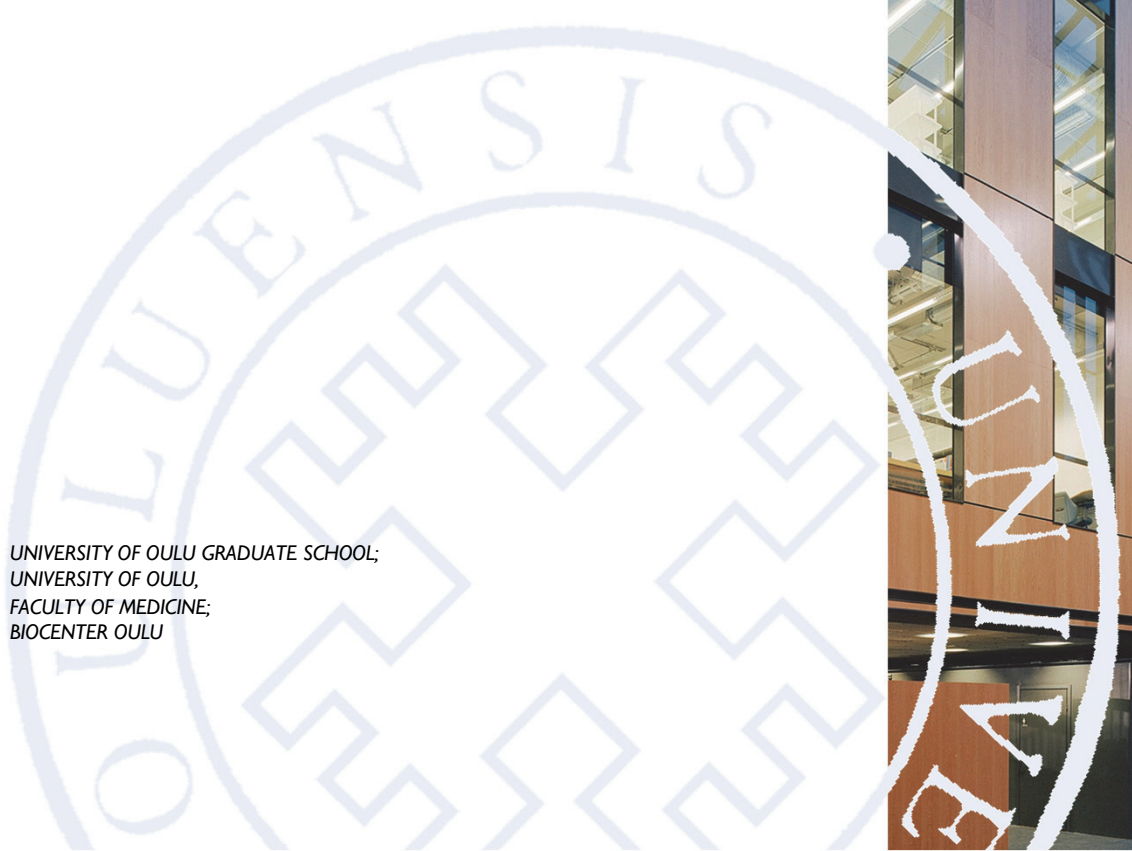 OULUENSIS • UNIVE
UNIVERSITY OF OULU GRADUATE SCHOOL;
UNIVERSITY OF OULU,
FACULTY OF MEDICINE;
BIOCENTER OULU